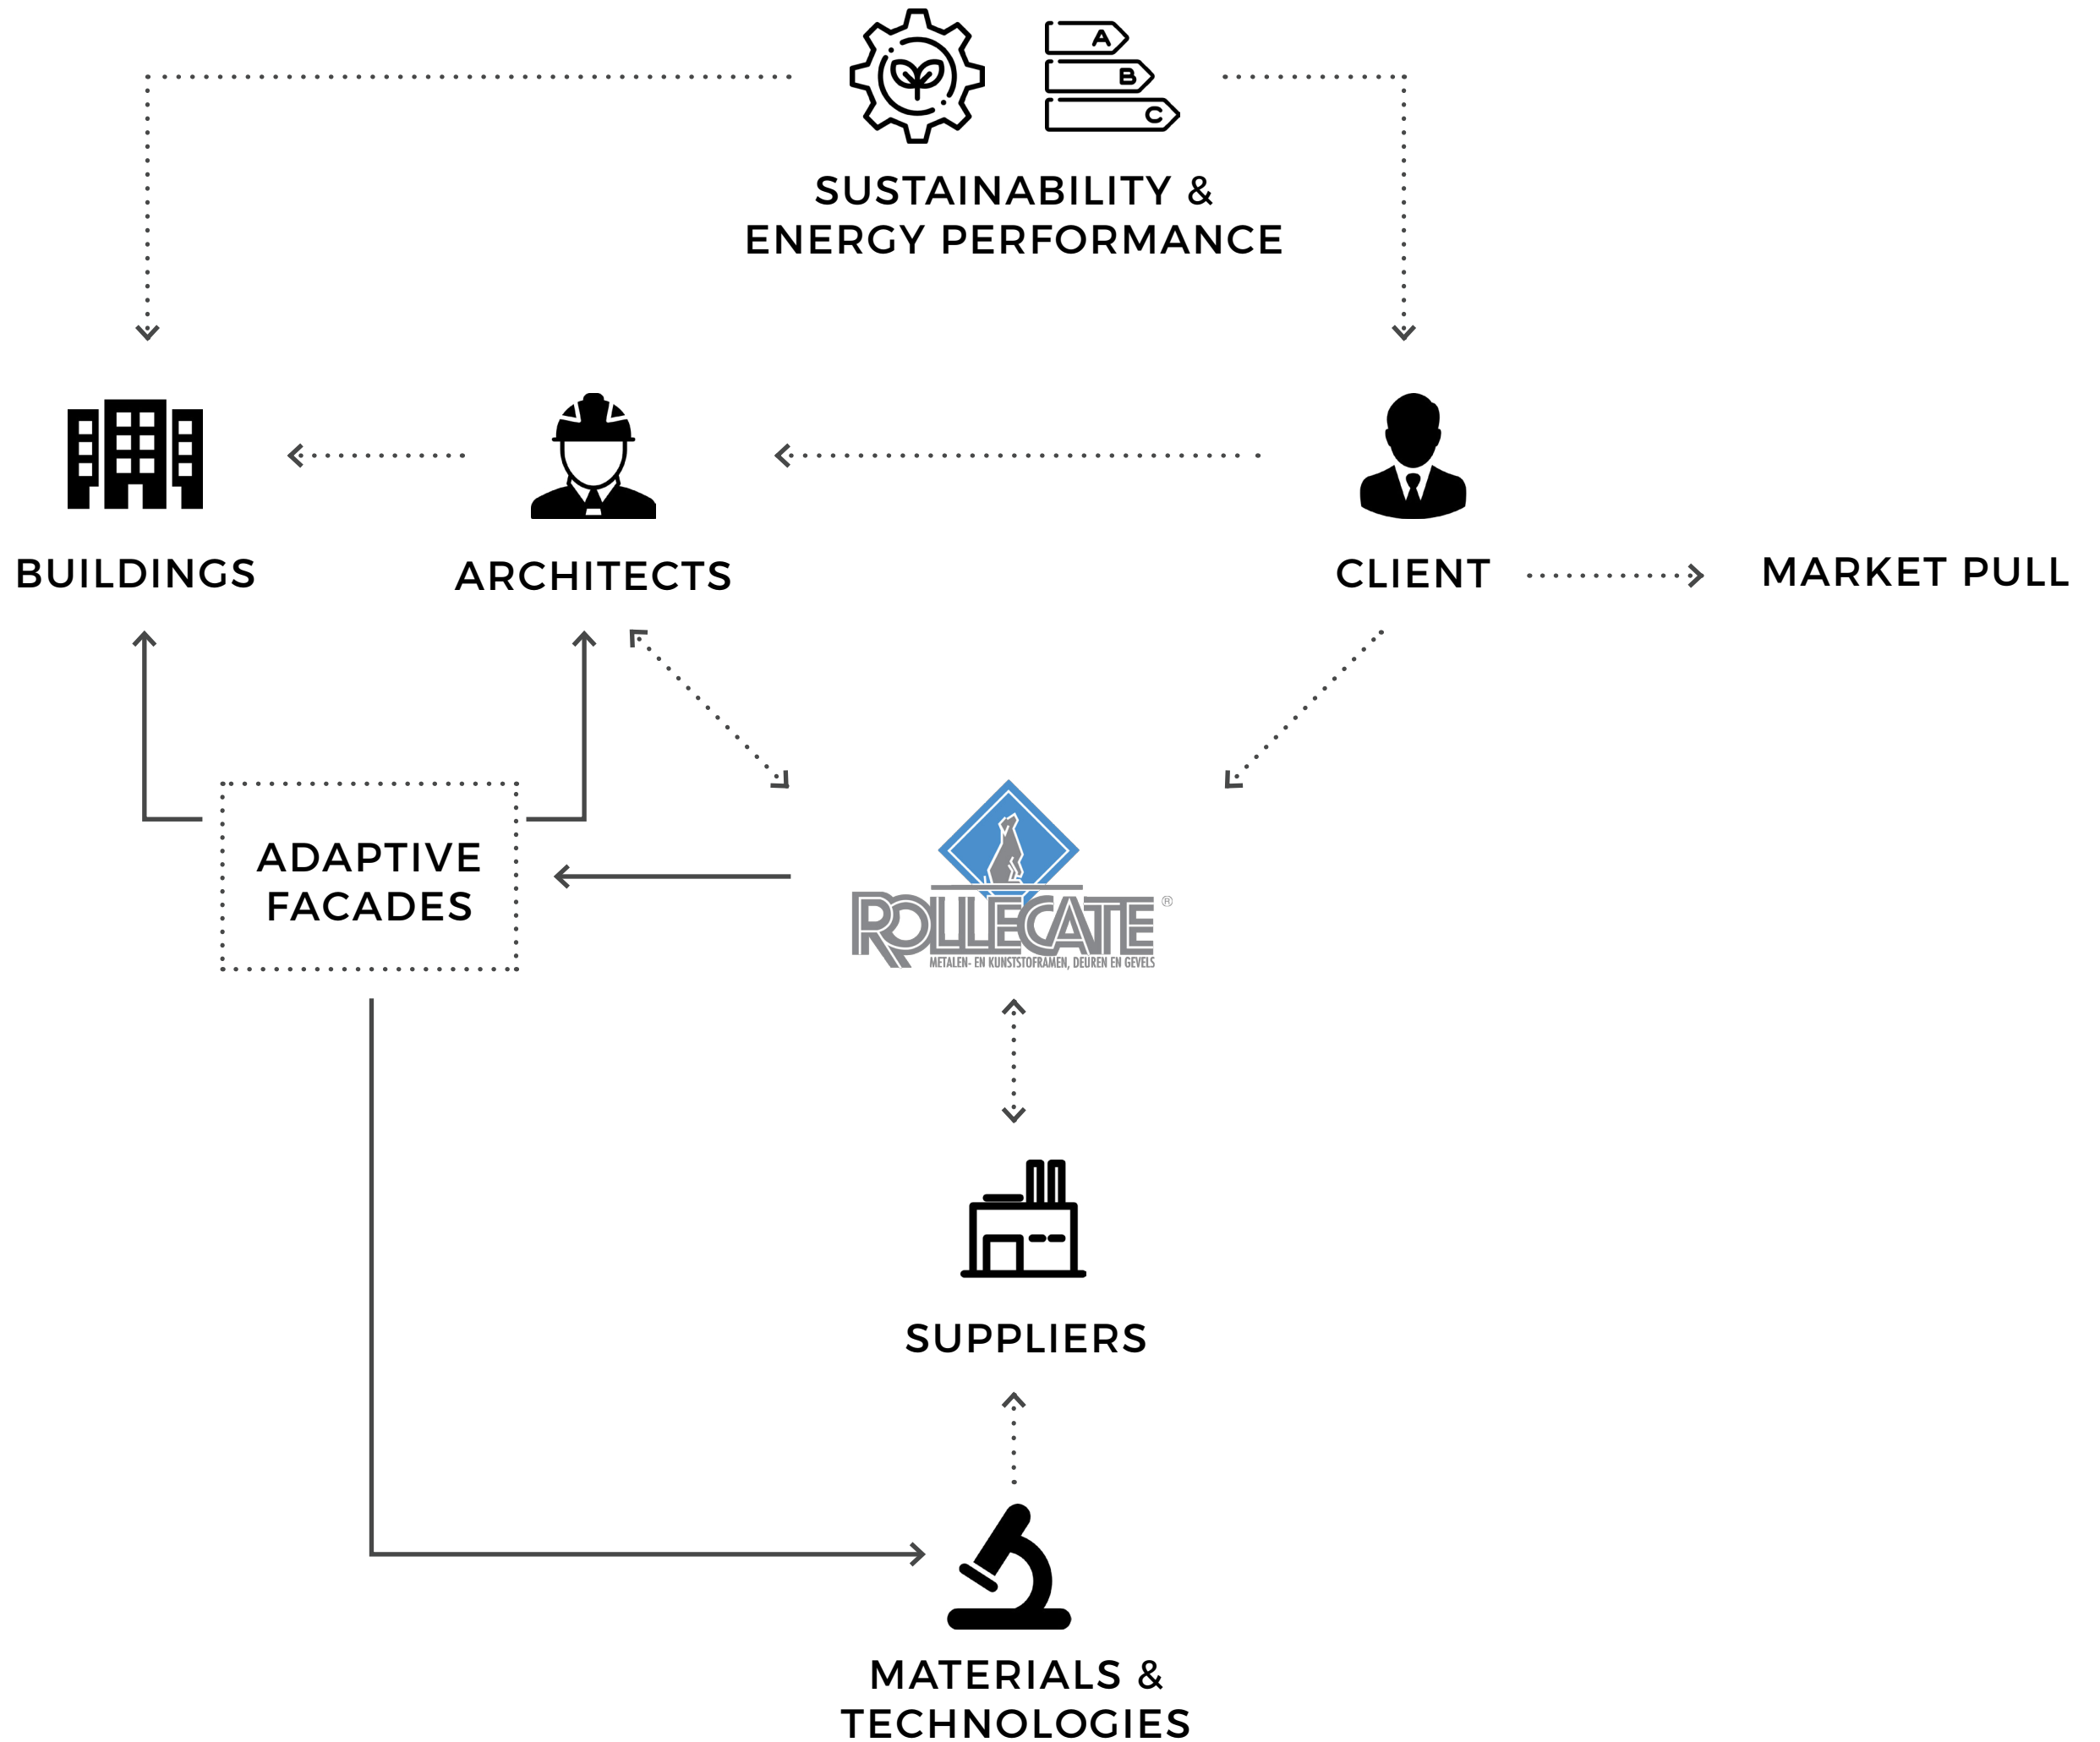 A
B
C
SUSTAINABILITY &
ENERGY PERFORMANCE
BUILDINGS
ARCHITECTS
CLIENT
MARKET PULL
ADAPTIVE
FACADES
ROLLECATE®
METALEN- EN KUNSTSTOFRAMEN, DEUREN EN GEVELS
SUPPLIERS
MATERIALS &
TECHNOLOGIES